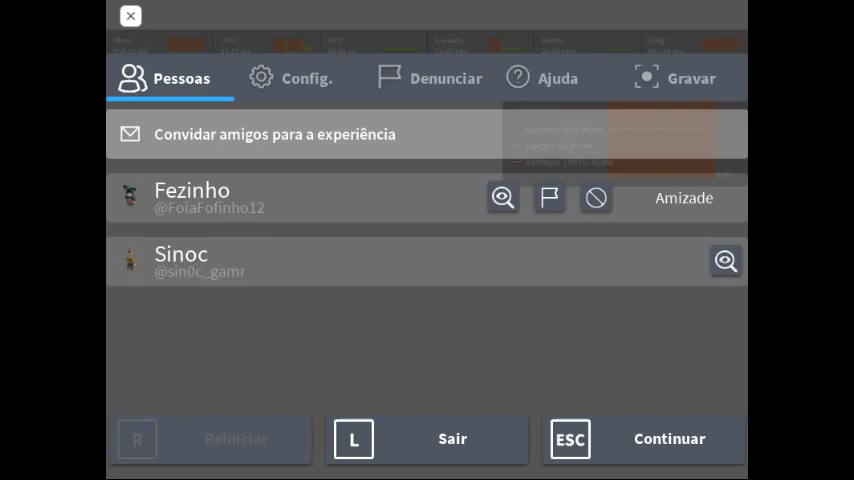 Pessoas
Config.
Denunciar
Ajuda
Gravar
Convidar amigos para a experiência
Fezinho
@FoiaFofinho12
Amizade
Sinoc
@sin0c_gamr
R Reiniciar
L Sair
ESC Continuar